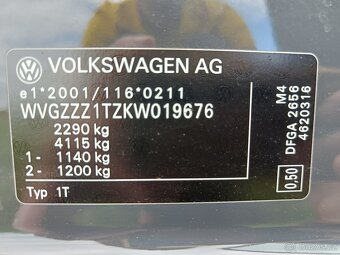 VOLKSWAGEN AG
e1*2001/116*0211
WVGZZZ1TZKW019676
2290 kg
4115 kg
1- 1140 kg
2- 1200 kg
Typ 1T
M4
DFGA 2656
4620316
0,50